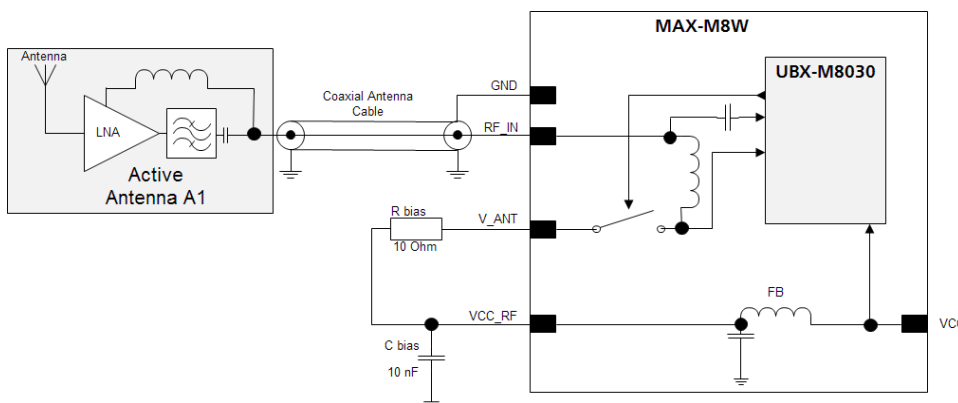 MAX-M8W
Antenna
UBX-M8030
GND
Coaxial Antenna
Cable
RF_IN
LNA
Active
Antenna A1
R bias
V_ANT
10 Ohm
FB
VCC_RF
C bias
10 nF